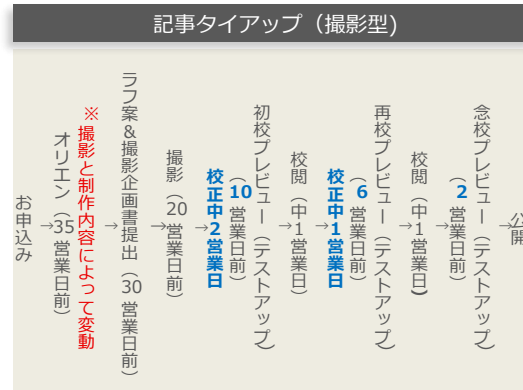 記事タイアップ（撮影型)
お申込み
→
オリエン（35営業日前）
※撮影と制作内容によって変動
→
ラフ案&撮影企画書提出（30営業日前）
→
撮影（20営業日前）
→
校正中2営業日
初校プレビュー（テストアップ）
（10営業日前）
→
校閲（中1営業日）
→
校正中1営業日
再校プレビュー（テストアップ）
（6営業日前）
→
校閲（中1営業日)
→
念校プレビュー（テストアップ）
（2営業日前）
→
公開